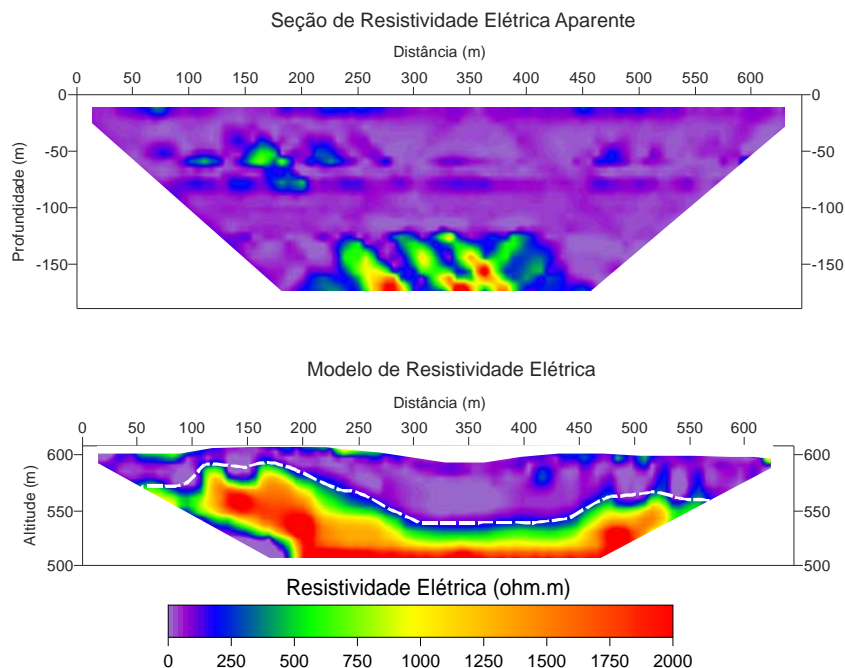 Seção de Resistividade Elétrica Aparente
Distância (m)
0 50 100 150 200 250 300 350 400 450 500 550 600
Profundidade (m)
0 0
-50 -50
-100 -100
-150 -150
Modelo de Resistividade Elétrica
Distância (m)
0 50 100 150 200 250 300 350 400 450 500 550 600
Altitude (m)
600 600
550 550
500 500
Resistividade Elétrica (ohm.m)
0 250 500 750 1000 1250 1500 1750 2000